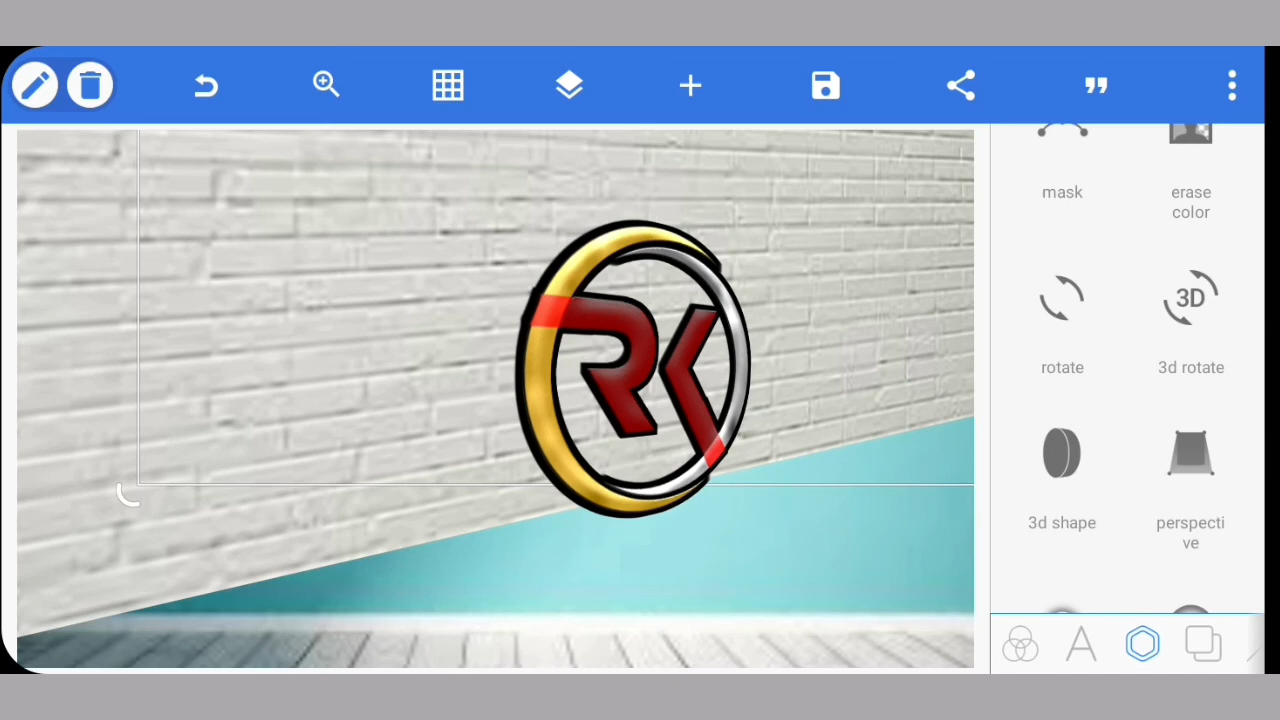 mask
erase
color
rotate
3D
3d rotate
3d shape
perspecti
ve
RK
A